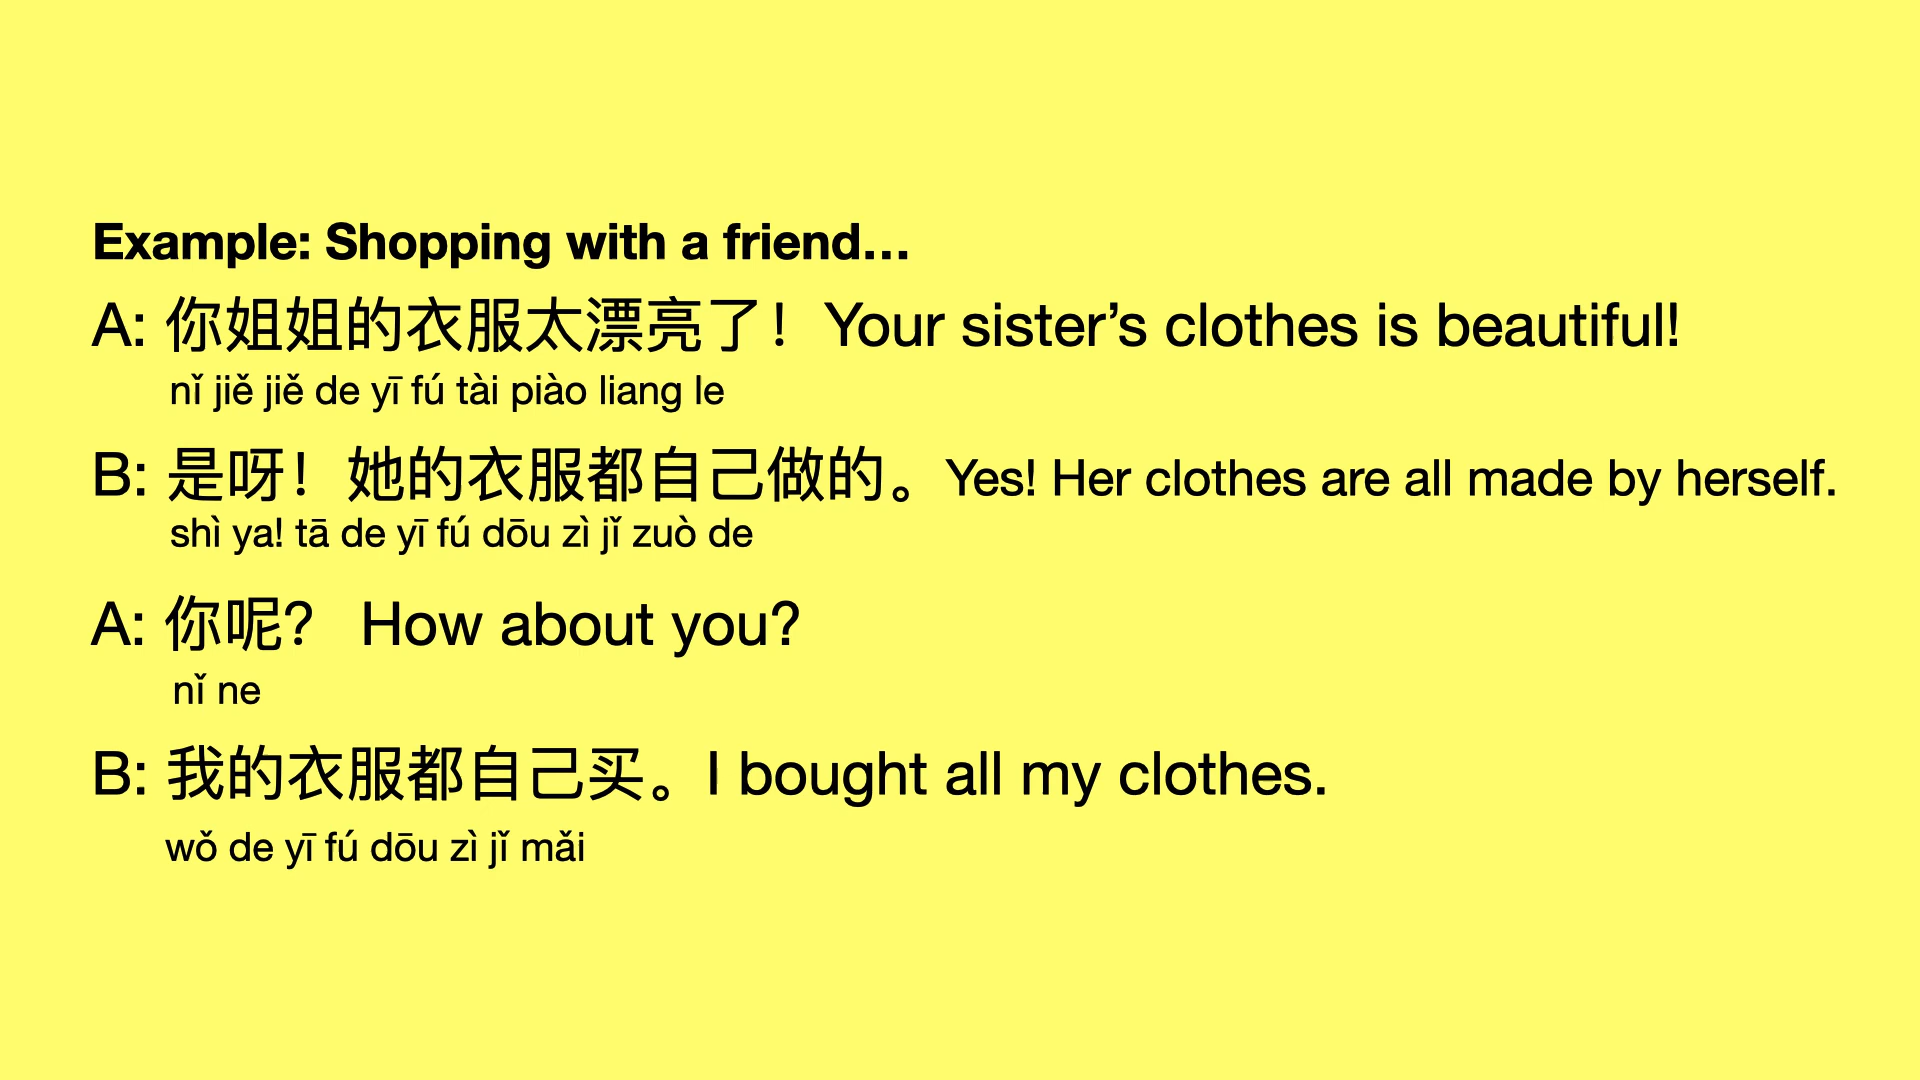 Example: Shopping with a friend…
A: 你姐姐的衣服太漂亮了！Your sister’s clothes is beautiful!
nǐ jiě jiě de yī fú tài piào liang le
B: 是呀！她的衣服都自己做的。Yes! Her clothes are all made by herself.
shì ya! tā de yī fú dōu zì jǐ zuò de
A: 你呢？ How about you?
nǐ ne
B: 我的衣服都自己买。I bought all my clothes.
wǒ de yī fú dōu zì jǐ mǎi